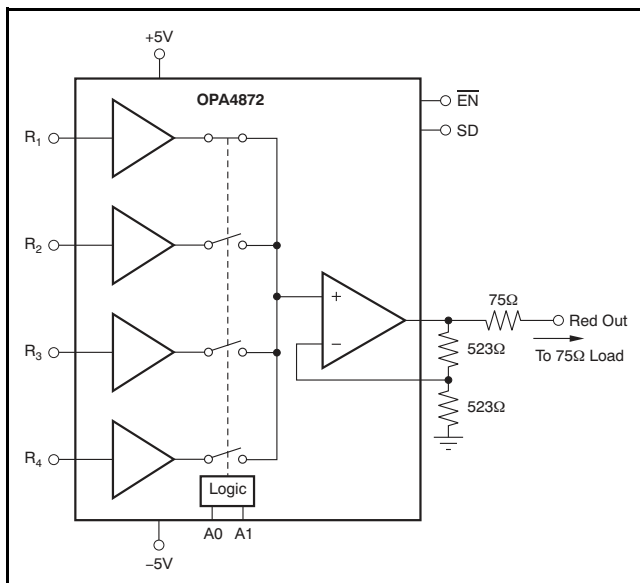 +5V
OPA4872
E̅N̅
SD
R₁
R₂
R₃
R₄
+
−
75Ω
Red Out
To 75Ω Load
523Ω
523Ω
Logic
A0 A1
−5V